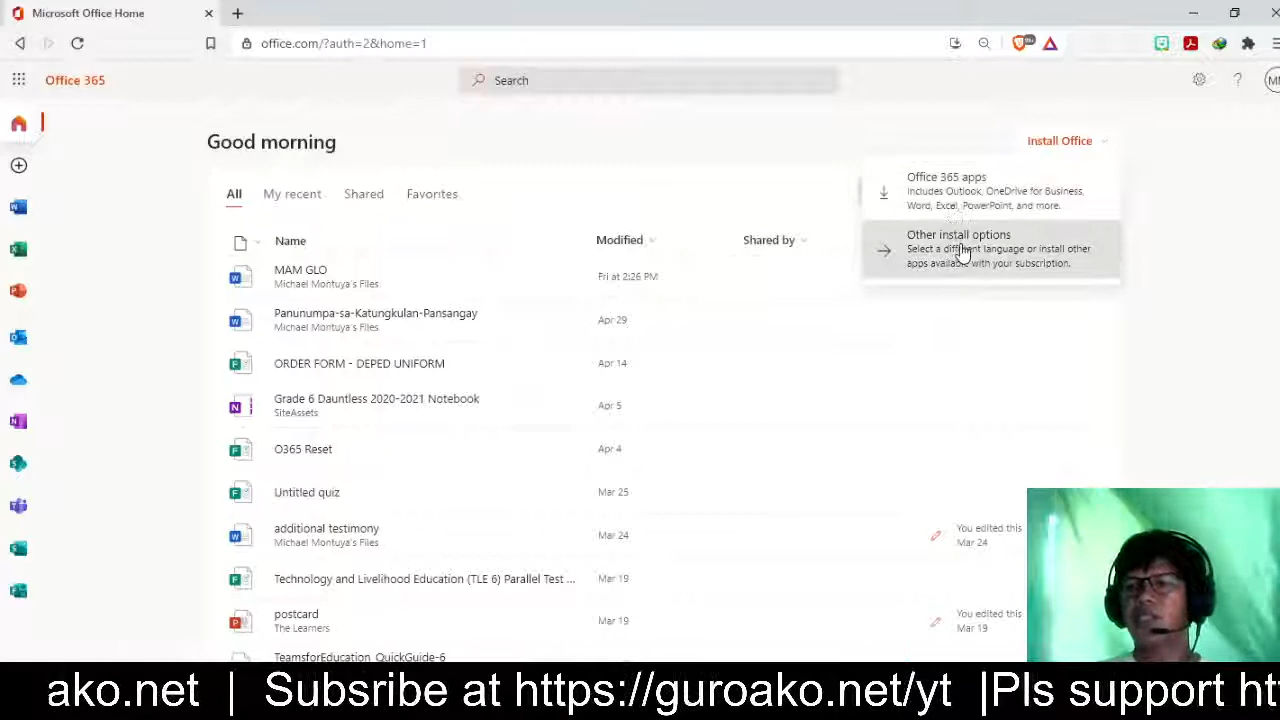 Microsoft Office Home
office.com/?auth=2&home=1
Office 365
Search
Good morning
Install Office
All
My recent
Shared
Favorites
Office 365 apps
Includes Outlook, OneDrive for Business,
Word, Excel, PowerPoint, and more.
Other install options
Select a different language or install other
apps available with your subscription.
Name
Modified
Shared by
MAM GLO
Michael Montuya's Files
Fri at 2:26 PM
Panunumpa-sa-Katungkulan-Pansangay
Michael Montuya's Files
Apr 29
ORDER FORM - DEPED UNIFORM
Apr 14
Grade 6 Dauntless 2020-2021 Notebook
SiteAssets
Apr 5
O365 Reset
Apr 4
Untitled quiz
Mar 25
additional testimony
Michael Montuya's Files
Mar 24
You edited this
Mar 24
Technology and Livelihood Education (TLE 6) Parallel Test ...
Mar 19
postcard
The Learners
Mar 19
You edited this
Mar 19
TeamsforEducation_QuickGuide-6
ako.net | Subsribe at https://guroako.net/yt |Pls support ht